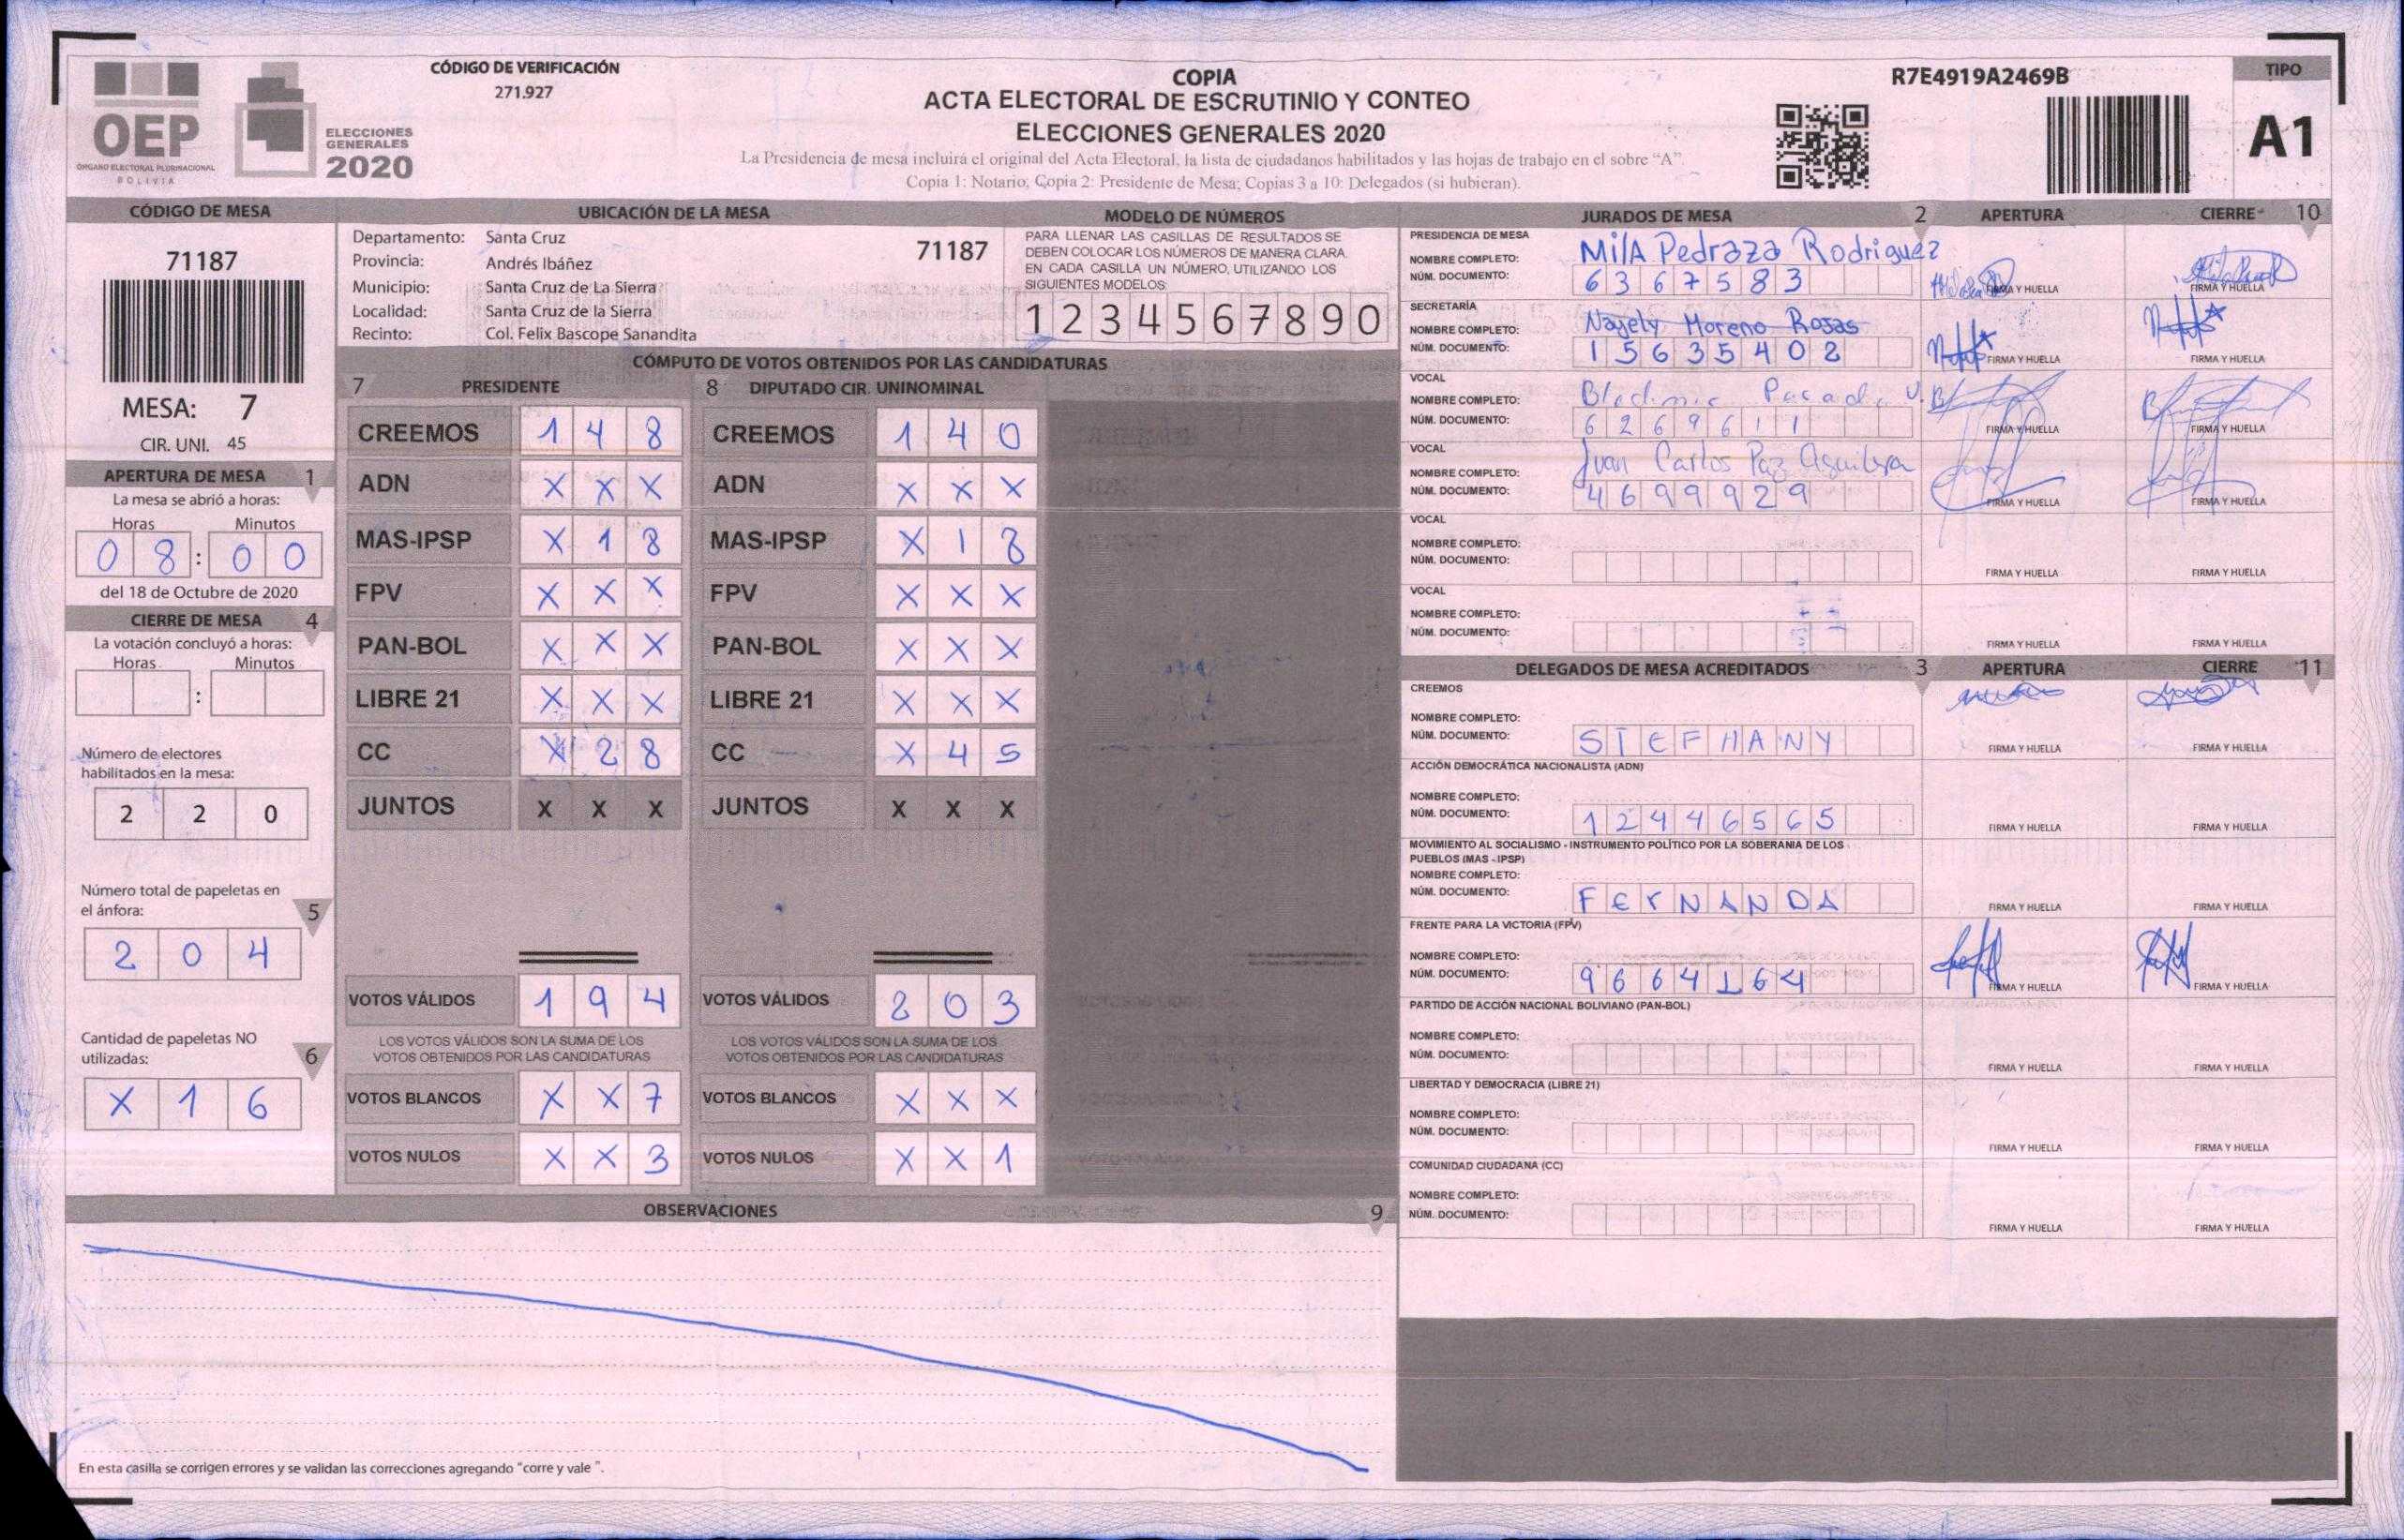 CÓDIGO DE VERIFICACIÓN
271.927
COPIA
ACTA ELECTORAL DE ESCRUTINIO Y CONTEO
ELECCIONES GENERALES 2020
La Presidencia de mesa incluirá el original del Acta Electoral, la lista de ciudadanos habilitados y las hojas de trabajo en el sobre “A”.
Copia 1: Notario; Copia 2: Presidente de Mesa; Copias 3 a 10: Delegados (si hubieran).
R7E4919A2469B
TIPO
A1
OEP
ÓRGANO ELECTORAL PLURINACIONAL
BOLIVIA
ELECCIONES
GENERALES
2020
CÓDIGO DE MESA
71187
MESA: 7
CIR. UNI. 45
APERTURA DE MESA 1
La mesa se abrió a horas:
Horas Minutos
0 8 : 0 0
del 18 de Octubre de 2020
CIERRE DE MESA 4
La votación concluyó a horas:
Horas Minutos
:
Número de electores
habilitados en la mesa:
2 2 0
Número total de papeletas en
el ánfora: 5
2 0 4
Cantidad de papeletas NO
utilizadas: 6
X 1 6
UBICACIÓN DE LA MESA
Departamento: Santa Cruz
71187
Provincia: Andrés Ibáñez
Municipio: Santa Cruz de La Sierra
Localidad: Santa Cruz de la Sierra
Recinto: Col. Felix Bascope Sanandita
MODELO DE NÚMEROS
PARA LLENAR LAS CASILLAS DE RESULTADOS SE
DEBEN COLOCAR LOS NÚMEROS DE MANERA CLARA.
EN CADA CASILLA UN NÚMERO, UTILIZANDO LOS
SIGUIENTES MODELOS:
1 2 3 4 5 6 7 8 9 0
CÓMPUTO DE VOTOS OBTENIDOS POR LAS CANDIDATURAS
7 PRESIDENTE 8 DIPUTADO CIR. UNINOMINAL
CREEMOS 1 4 8 CREEMOS 1 4 0
ADN X X X ADN X X X
MAS-IPSP X 1 8 MAS-IPSP X 1 8
FPV X X X FPV X X X
PAN-BOL X X X PAN-BOL X X X
LIBRE 21 X X X LIBRE 21 X X X
CC X 2 8 CC X 4 5
JUNTOS X X X JUNTOS X X X
VOTOS VÁLIDOS 1 9 4 VOTOS VÁLIDOS 2 0 3
LOS VOTOS VÁLIDOS SON LA SUMA DE LOS LOS VOTOS VÁLIDOS SON LA SUMA DE LOS
VOTOS OBTENIDOS POR LAS CANDIDATURAS VOTOS OBTENIDOS POR LAS CANDIDATURAS
VOTOS BLANCOS X X 7 VOTOS BLANCOS X X X
VOTOS NULOS X X 3 VOTOS NULOS X X 1
OBSERVACIONES 9
En esta casilla se corrigen errores y se validan las correcciones agregando “corre y vale ”.
JURADOS DE MESA 2 APERTURA CIERRE 10
PRESIDENCIA DE MESA
NOMBRE COMPLETO: MilA Pedraza Rodriguez
NÚM. DOCUMENTO: 6 3 6 7 5 8 3
FIRMA Y HUELLA FIRMA Y HUELLA
SECRETARÍA
NOMBRE COMPLETO: Nayely Moreno Rosas
NÚM. DOCUMENTO: 1 5 6 3 5 4 0 2
FIRMA Y HUELLA FIRMA Y HUELLA
VOCAL
NOMBRE COMPLETO:
NÚM. DOCUMENTO: 6 2 6 9 6 1 1
FIRMA Y HUELLA FIRMA Y HUELLA
VOCAL
NOMBRE COMPLETO: Juan Carlos Paz Aguilera
NÚM. DOCUMENTO: 4 6 9 9 9 2 9
FIRMA Y HUELLA FIRMA Y HUELLA
VOCAL
NOMBRE COMPLETO:
NÚM. DOCUMENTO:
FIRMA Y HUELLA FIRMA Y HUELLA
VOCAL
NOMBRE COMPLETO:
NÚM. DOCUMENTO:
FIRMA Y HUELLA FIRMA Y HUELLA
DELEGADOS DE MESA ACREDITADOS 3 APERTURA CIERRE 11
CREEMOS
NOMBRE COMPLETO:
NÚM. DOCUMENTO: S T E F H A N Y
FIRMA Y HUELLA FIRMA Y HUELLA
ACCIÓN DEMOCRÁTICA NACIONALISTA (ADN)
NOMBRE COMPLETO:
NÚM. DOCUMENTO: 1 2 4 4 6 5 6 5
FIRMA Y HUELLA FIRMA Y HUELLA
MOVIMIENTO AL SOCIALISMO - INSTRUMENTO POLÍTICO POR LA SOBERANIA DE LOS
PUEBLOS (MAS - IPSP)
NOMBRE COMPLETO:
NÚM. DOCUMENTO: F E R N A N D A
FIRMA Y HUELLA FIRMA Y HUELLA
FRENTE PARA LA VICTORIA (FPV)
NOMBRE COMPLETO:
NÚM. DOCUMENTO: 9 6 6 4 1 6 4
FIRMA Y HUELLA FIRMA Y HUELLA
PARTIDO DE ACCIÓN NACIONAL BOLIVIANO (PAN-BOL)
NOMBRE COMPLETO:
NÚM. DOCUMENTO:
FIRMA Y HUELLA FIRMA Y HUELLA
LIBERTAD Y DEMOCRACIA (LIBRE 21)
NOMBRE COMPLETO:
NÚM. DOCUMENTO:
FIRMA Y HUELLA FIRMA Y HUELLA
COMUNIDAD CIUDADANA (CC)
NOMBRE COMPLETO:
NÚM. DOCUMENTO:
FIRMA Y HUELLA FIRMA Y HUELLA